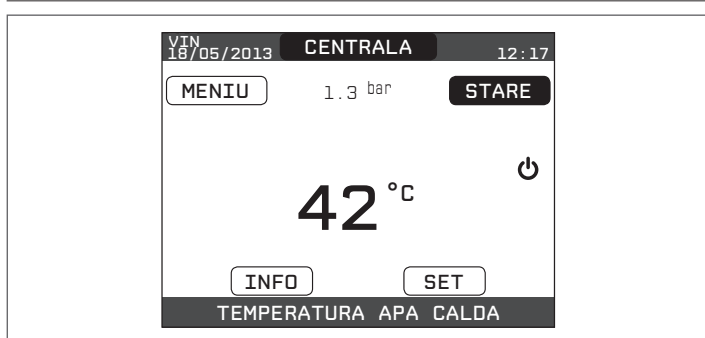 VIN
18/05/2013 CENTRALA 12:17
MENIU 1.3 bar STARE
42 °C
INFO SET
TEMPERATURA APA CALDA